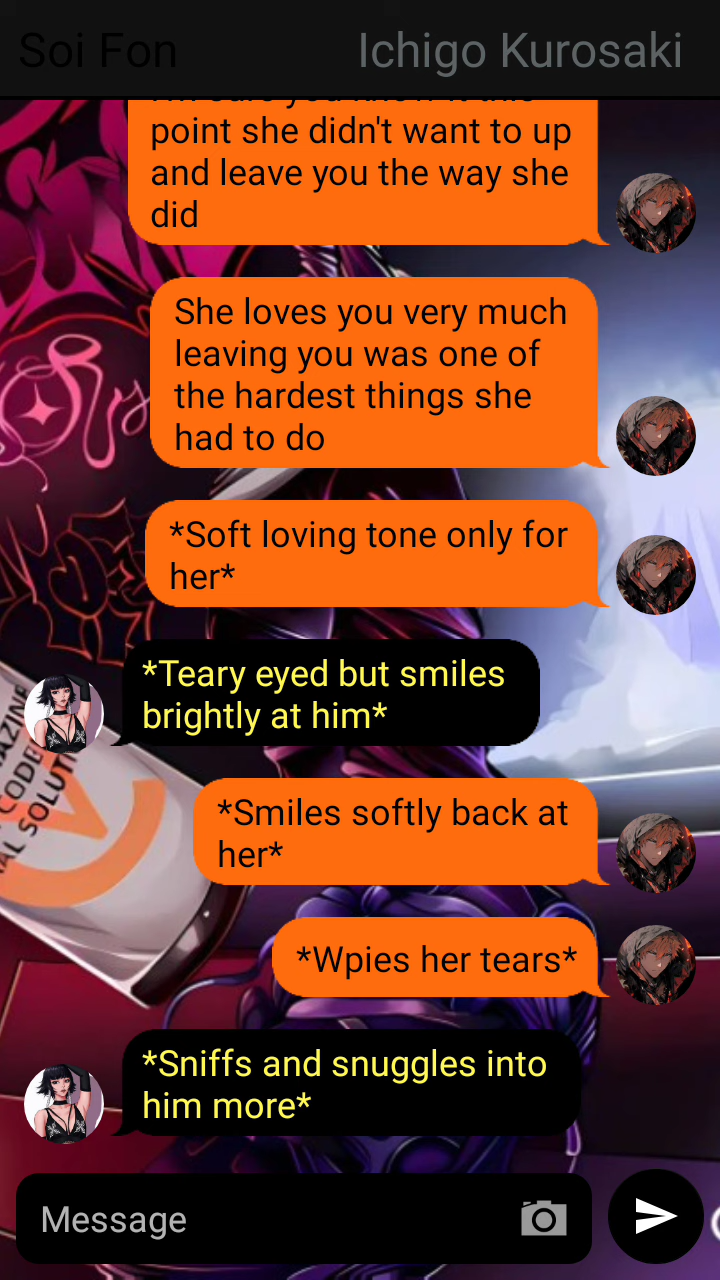 Soi Fon
Ichigo Kurosaki
point she didn't want to up
and leave you the way she
did
She loves you very much
leaving you was one of
the hardest things she
had to do
*Soft loving tone only for
her*
*Teary eyed but smiles
brightly at him*
*Smiles softly back at
her*
*Wpies her tears*
*Sniffs and snuggles into
him more*
Message